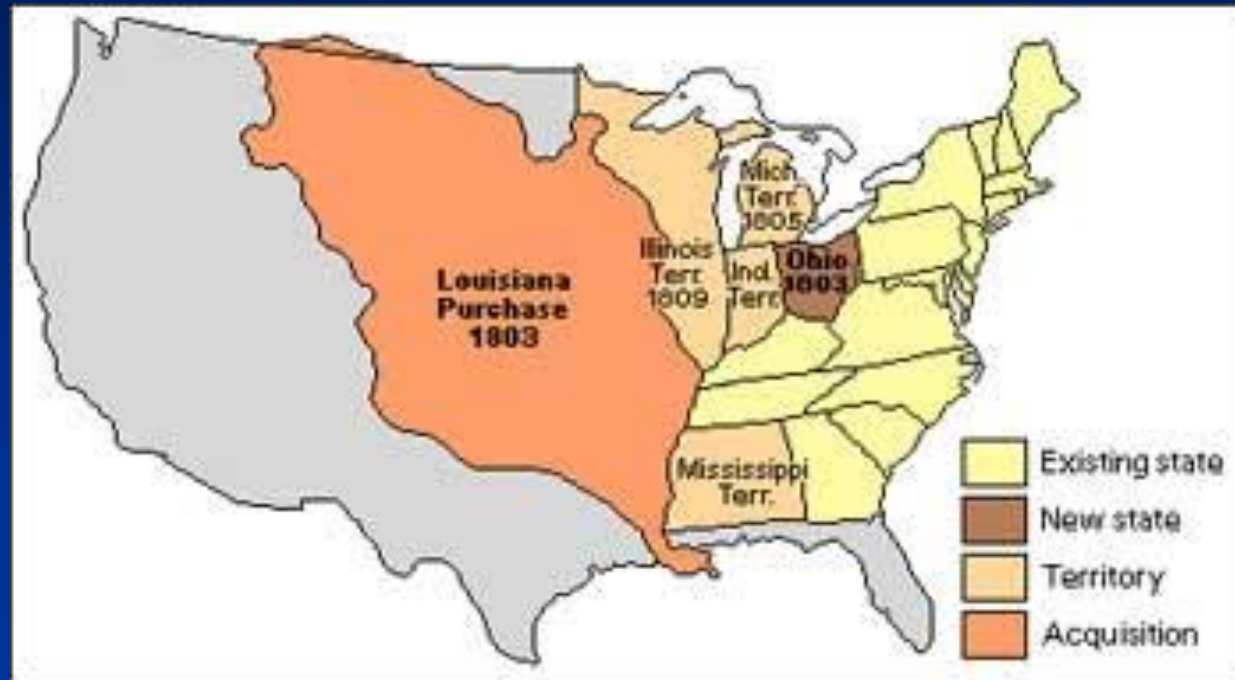 Louisiana
Purchase
1803
Illinois
Terr.
1809
Mich.
Terr.
1805
Ind.
Terr.
Ohio
1803
Mississippi
Terr.
Existing state
New state
Territory
Acquisition